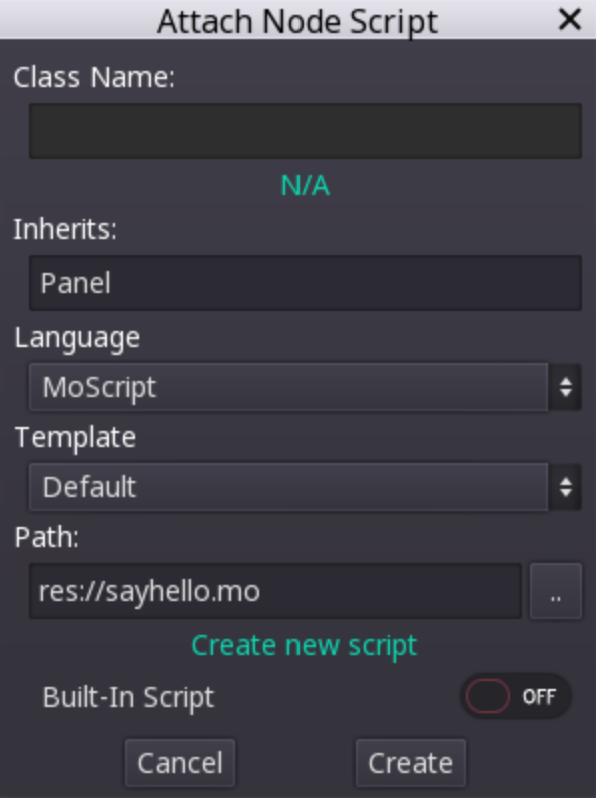 Attach Node Script
Class Name:
N/A
Inherits:
Panel
Language
MoScript
Template
Default
Path:
res://sayhello.mo ..
Create new script
Built-In Script OFF
Cancel Create